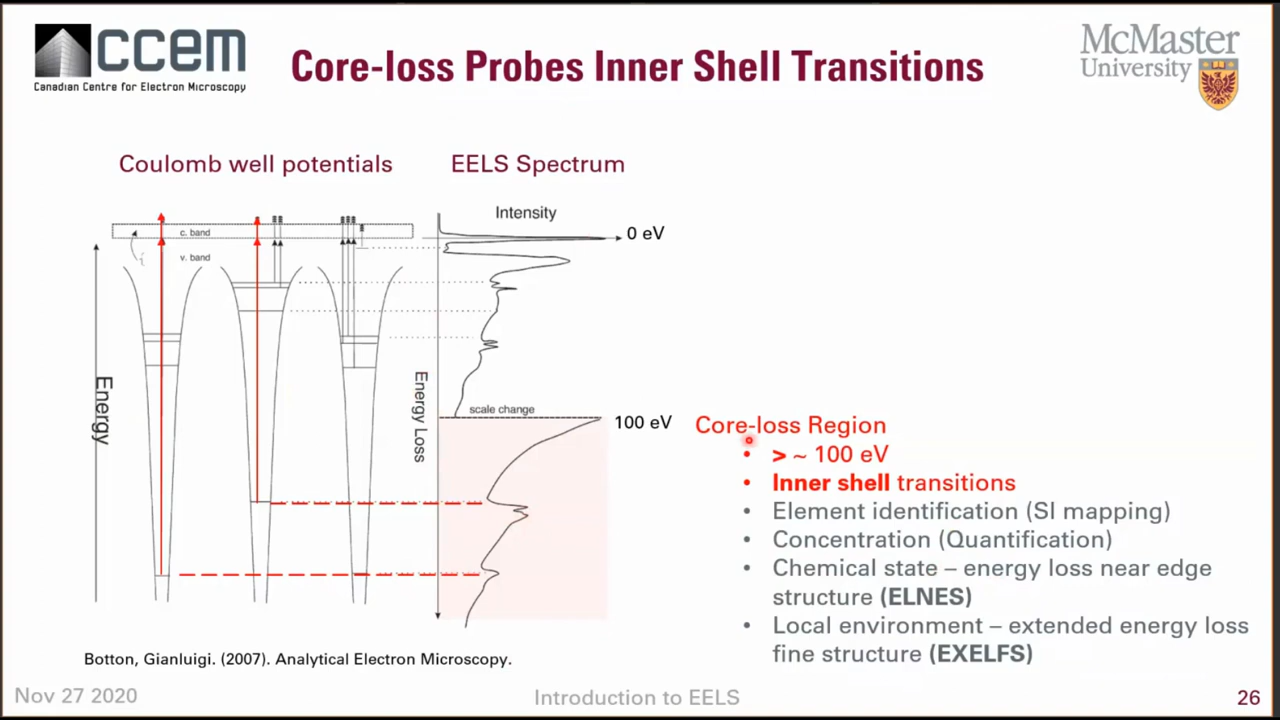 ccem
Canadian Centre for Electron Microscopy
Core-loss Probes Inner Shell Transitions
McMaster
University
Coulomb well potentials
EELS Spectrum
Intensity
0 eV
c. band
v. band
i
Energy
Energy Loss
scale change
100 eV
Core-loss Region
• > ~ 100 eV
• Inner shell transitions
• Element identification (SI mapping)
• Concentration (Quantification)
• Chemical state – energy loss near edge
structure (ELNES)
• Local environment – extended energy loss
fine structure (EXELFS)
Botton, Gianluigi. (2007). Analytical Electron Microscopy.
Nov 27 2020
Introduction to EELS
26